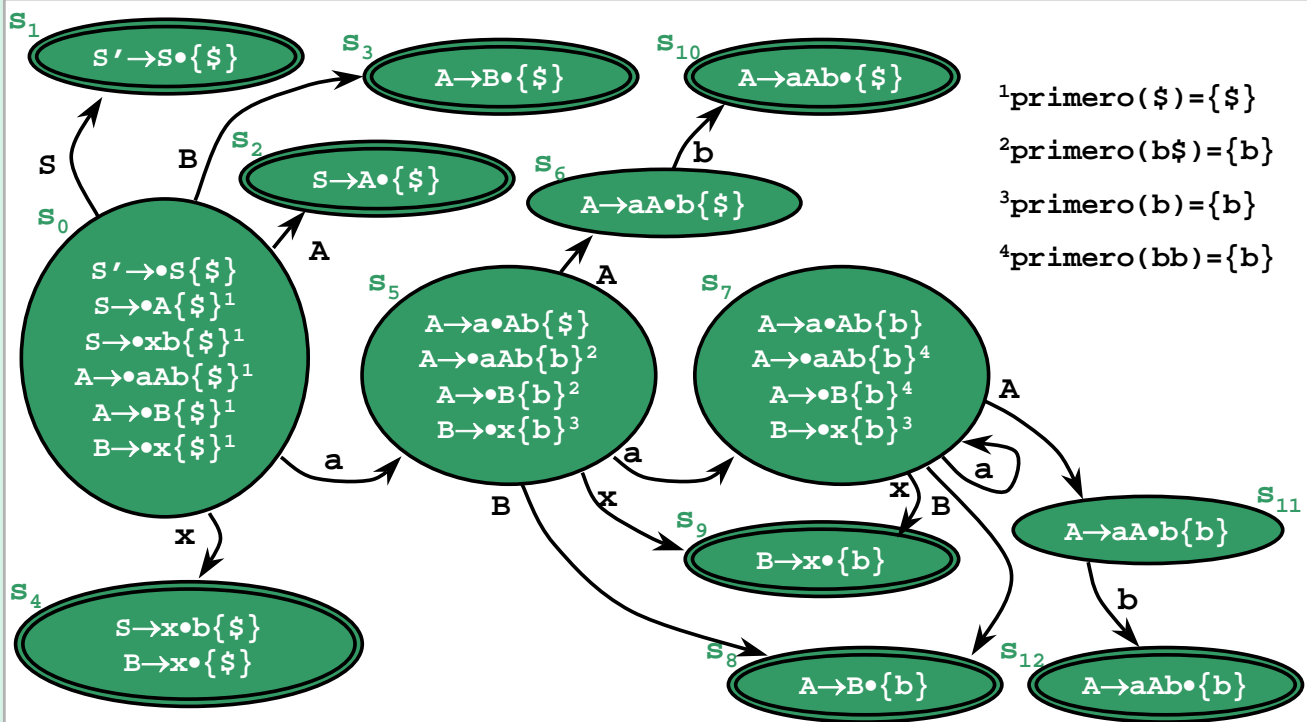 s₁
S'→S•{$}
s₃
A→B•{$}
s₁₀
A→aAb•{$}
¹primero($)={$}
²primero(b$)={b}
³primero(b)={b}
⁴primero(bb)={b}
S
B
s₂
S→A•{$}
A
b
s₆
A→aA•b{$}
A
s₀
S'→•S{$}
S→•A{$}¹
S→•xb{$}¹
A→•aAb{$}¹
A→•B{$}¹
B→•x{$}¹
a
x
s₅
A→a•Ab{$}
A→•aAb{b}²
A→•B{b}²
B→•x{b}³
a
x
B
s₇
A→a•Ab{b}
A→•aAb{b}⁴
A→•B{b}⁴
B→•x{b}³
A
a
x
B
s₉
B→x•{b}
s₁₁
A→aA•b{b}
b
s₄
S→x•b{$}
B→x•{$}
s₈
A→B•{b}
s₁₂
A→aAb•{b}